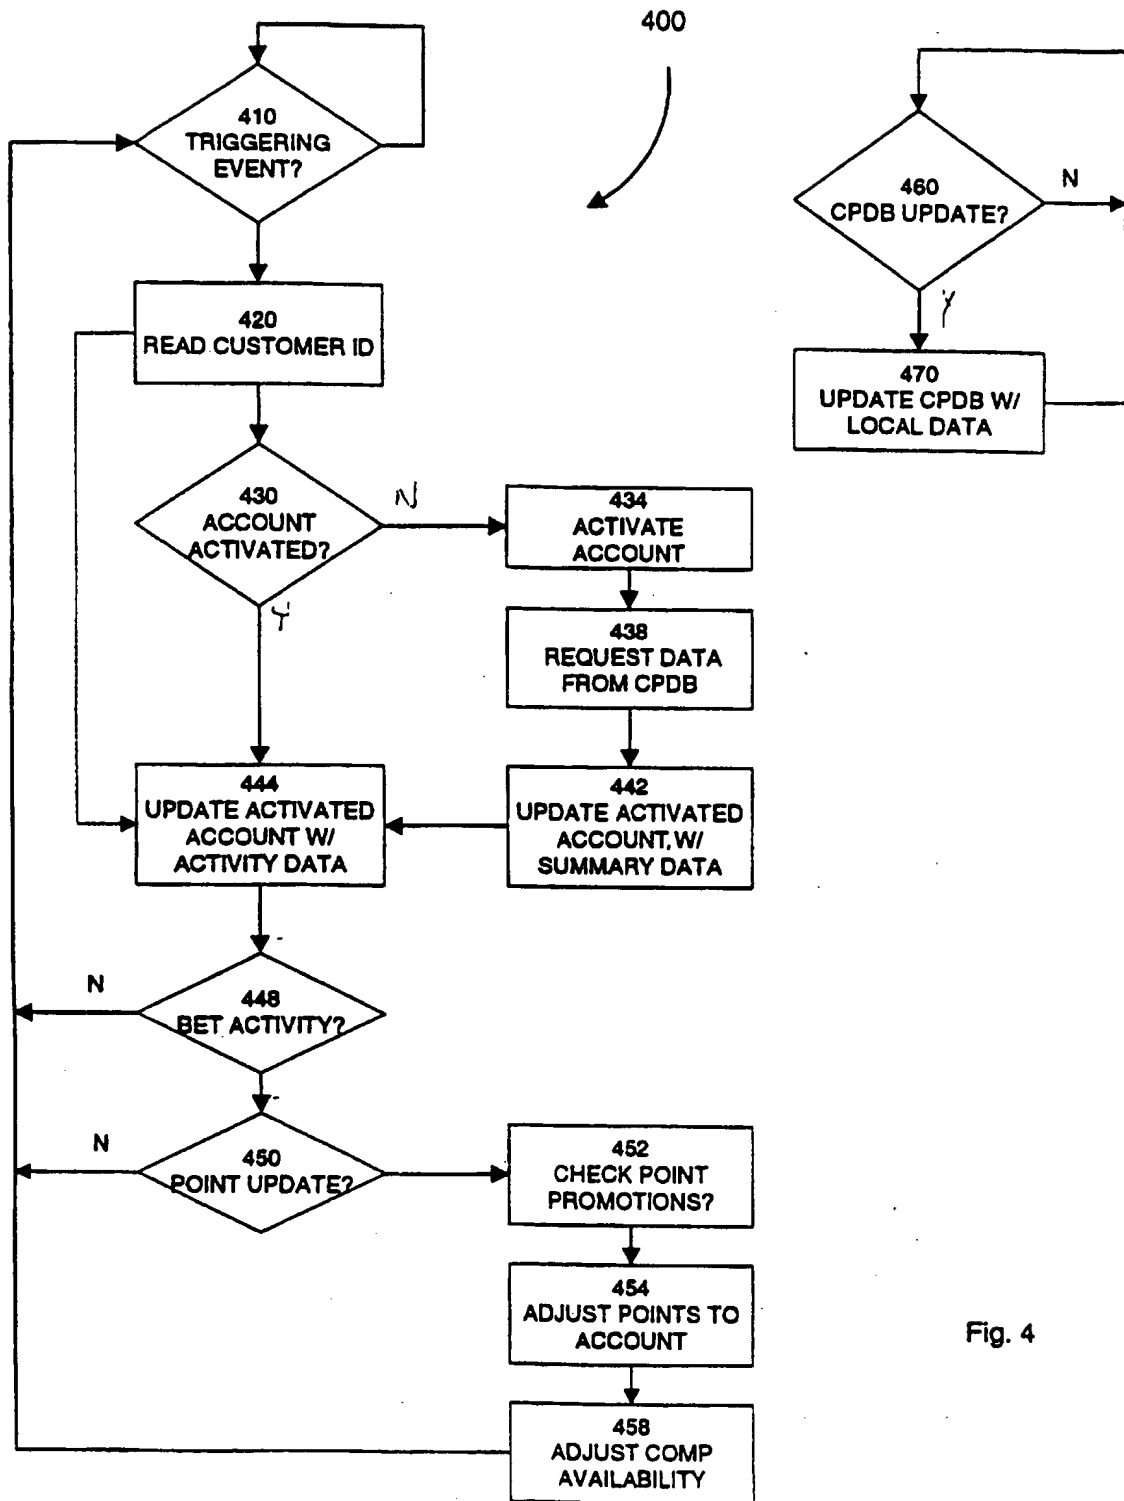 400
410
TRIGGERING
EVENT?
460
CPDB UPDATE?
N
Y
420
READ CUSTOMER ID
470
UPDATE CPDB W/
LOCAL DATA
430
ACCOUNT
ACTIVATED?
N
Y
434
ACTIVATE
ACCOUNT
438
REQUEST DATA
FROM CPDB
444
UPDATE ACTIVATED
ACCOUNT W/
ACTIVITY DATA
442
UPDATE ACTIVATED
ACCOUNT, W/
SUMMARY DATA
448
BET ACTIVITY?
N
450
POINT UPDATE?
N
452
CHECK POINT
PROMOTIONS?
454
ADJUST POINTS TO
ACCOUNT
458
ADJUST COMP
AVAILABILITY
Fig. 4